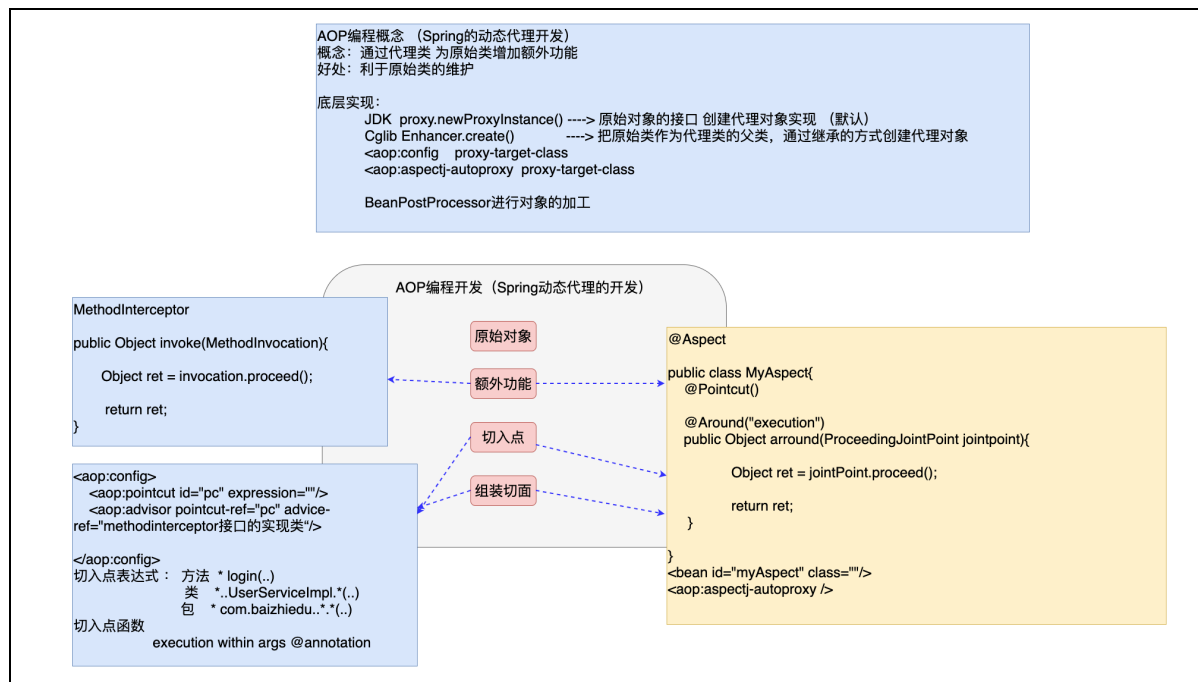 AOP编程概念 （Spring的动态代理开发）
概念：通过代理类 为原始类增加额外功能
好处：利于原始类的维护
底层实现：
JDK proxy.newProxyInstance() ----> 原始对象的接口 创建代理对象实现 （默认）
Cglib Enhancer.create() ----> 把原始类作为代理类的父类，通过继承的方式创建代理对象
<aop:config proxy-target-class
<aop:aspectj-autoproxy proxy-target-class
BeanPostProcessor进行对象的加工
AOP编程开发（Spring动态代理的开发）
原始对象
额外功能
切入点
组装切面
MethodInterceptor
public Object invoke(MethodInvocation){
Object ret = invocation.proceed();
return ret;
}
<aop:config>
<aop:pointcut id="pc" expression=""/>
<aop:advisor pointcut-ref="pc" advice-
ref="methodinterceptor接口的实现类“/>
</aop:config>
切入点表达式 ： 方法 * login(..)
类 *..UserServiceImpl.*(..)
包 * com.baizhiedu..*.*(..)
切入点函数
execution within args @annotation
@Aspect
public class MyAspect{
@Pointcut()
@Around("execution")
public Object arround(ProceedingJointPoint jointpoint){
Object ret = jointPoint.proceed();
return ret;
}
}
<bean id="myAspect" class=""/>
<aop:aspectj-autoproxy />